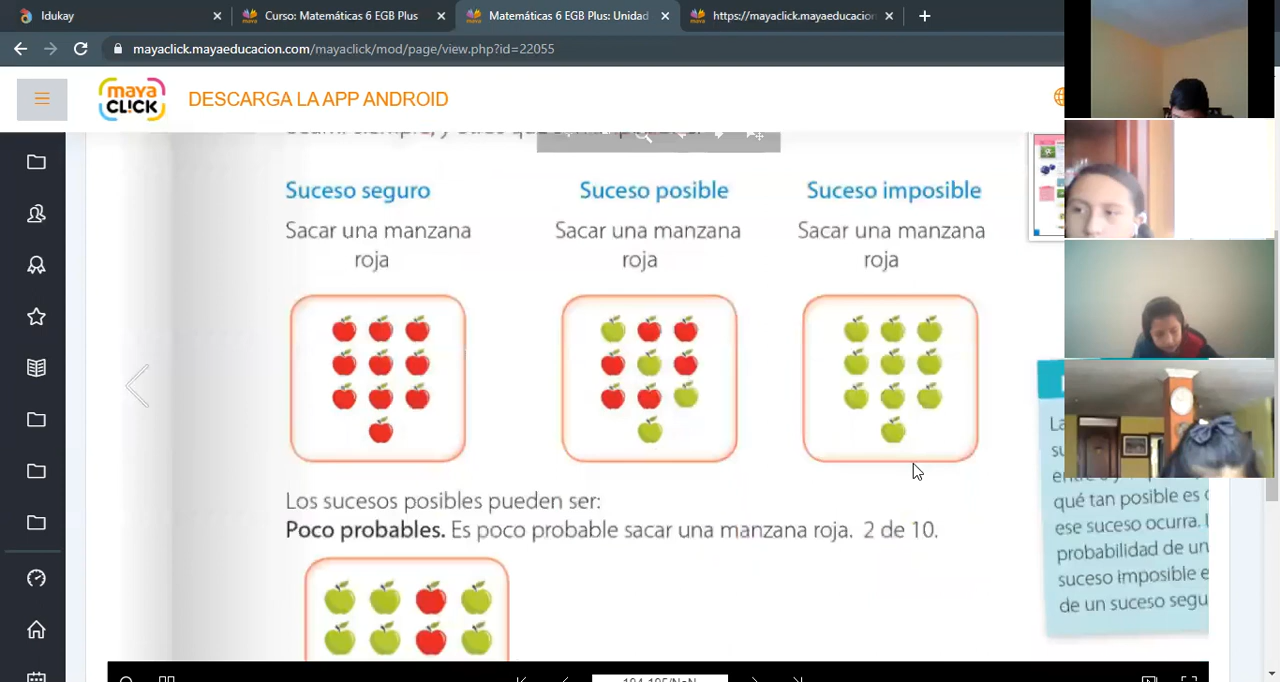 Idukay
Curso: Matemáticas 6 EGB Plus
Matemáticas 6 EGB Plus: Unidad
https://mayaclick.mayaeducacion
mayaclick.mayaeducacion.com/mayaclick/mod/page/view.php?id=22055
maya CLICK
DESCARGA LA APP ANDROID
Suceso seguro
Suceso posible
Suceso imposible
Sacar una manzana
roja
Sacar una manzana
roja
Sacar una manzana
roja
Los sucesos posibles pueden ser:
Poco probables. Es poco probable sacar una manzana roja. 2 de 10.
qué tan posible es
ese suceso ocurra.
probabilidad de un
suceso imposible
de un suceso